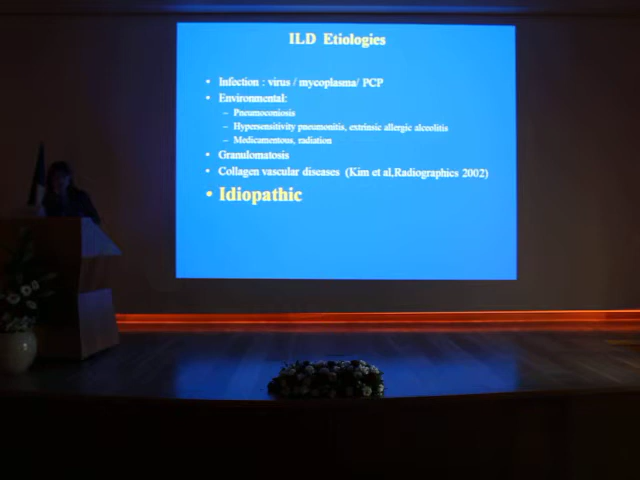 ILD Etiologies
• Infection : virus / mycoplasma/ PCP
• Environmental:
– Pneumoconiosis
– Hypersensitivity pneumonitis, extrinsic allergic alceolitis
– Medicamentous, radiation
• Granulomatosis
• Collagen vascular diseases (Kim et al,Radiographics 2002)
• Idiopathic